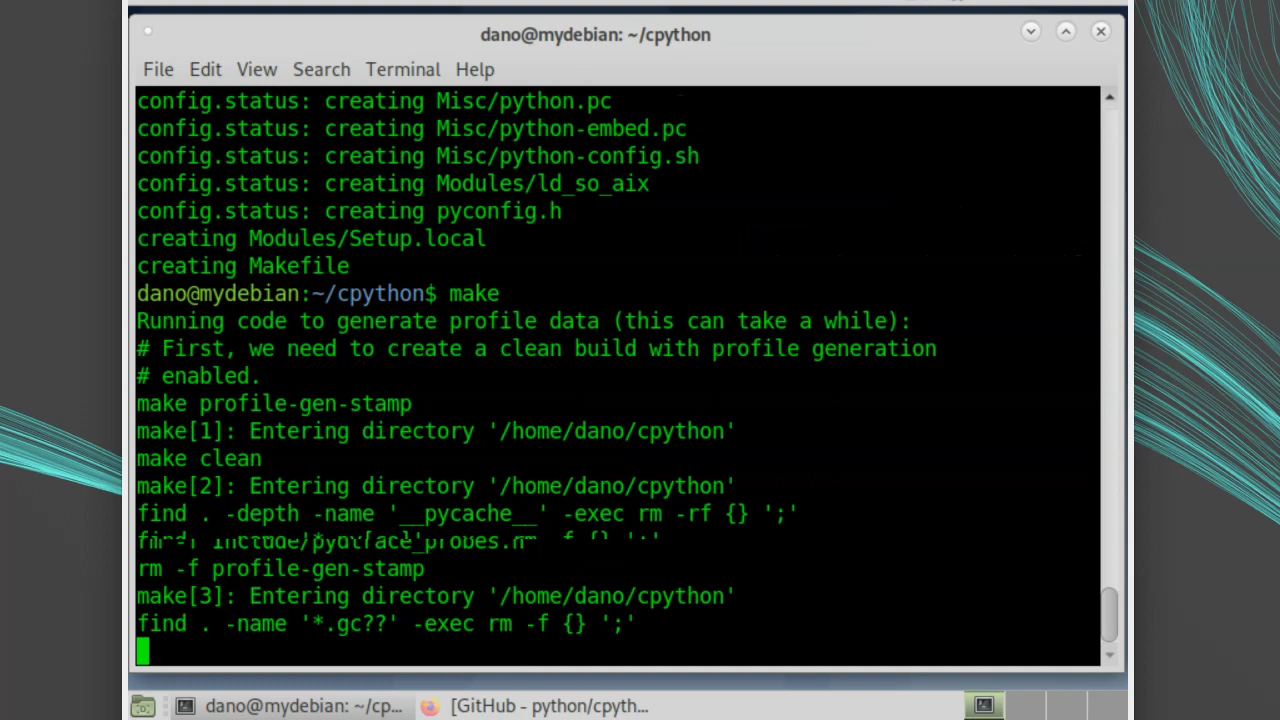 dano@mydebian: ~/cpython
File Edit View Search Terminal Help
config.status: creating Misc/python.pc
config.status: creating Misc/python-embed.pc
config.status: creating Misc/python-config.sh
config.status: creating Modules/ld_so_aix
config.status: creating pyconfig.h
creating Modules/Setup.local
creating Makefile
dano@mydebian:~/cpython$ make
Running code to generate profile data (this can take a while):
# First, we need to create a clean build with profile generation
# enabled.
make profile-gen-stamp
make[1]: Entering directory '/home/dano/cpython'
make clean
make[2]: Entering directory '/home/dano/cpython'
find . -depth -name '__pycache__' -exec rm -rf {} ';'
rm -f profile-gen-stamp
make[3]: Entering directory '/home/dano/cpython'
find . -name '*.gc??' -exec rm -f {} ';'
dano@mydebian: ~/cp... [GitHub - python/cpyth...